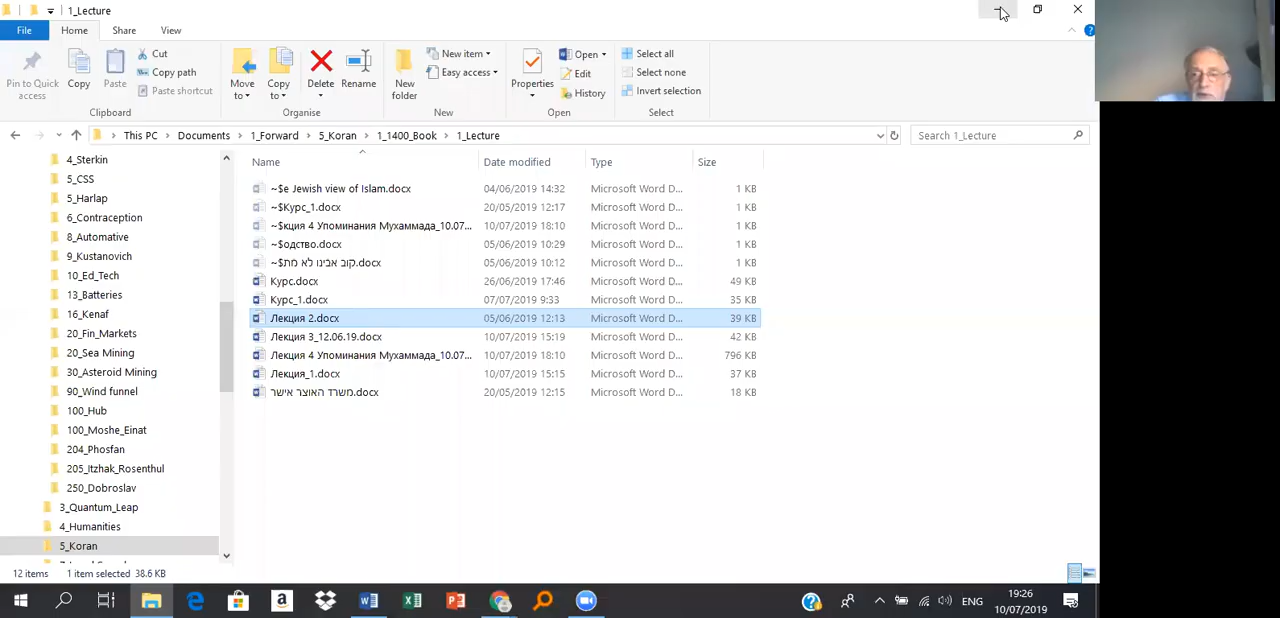 1_Lecture
File Home Share View
Pin to Quick access
Copy
Paste
Cut
Copy path
Paste shortcut
Clipboard
Move to
Copy to
Delete
Rename
Organise
New folder
New item
Easy access
New
Properties
Open
Edit
History
Open
Select all
Select none
Invert selection
Select
This PC > Documents > 1_Forward > 5_Koran > 1_1400_Book > 1_Lecture
Search 1_Lecture
4_Sterkin
5_CSS
5_Harlap
6_Contraception
8_Automative
9_Kustanovich
10_Ed_Tech
13_Batteries
16_Kenaf
20_Fin_Markets
20_Sea Mining
30_Asteroid Mining
90_Wind funnel
100_Hub
100_Moshe_Einat
204_Phosfan
205_Itzhak_Rosenthul
250_Dobroslav
3_Quantum_Leap
4_Humanities
5_Koran
Name Date modified Type Size
~$e Jewish view of Islam.docx 04/06/2019 14:32 Microsoft Word D... 1 KB
~$Курс_1.docx 20/05/2019 12:17 Microsoft Word D... 1 KB
~$кция 4 Упоминания Мухаммада_10.07... 10/07/2019 18:10 Microsoft Word D... 1 KB
~$одство.docx 05/06/2019 10:29 Microsoft Word D... 1 KB
~$קוב אבינו לא מת.docx 05/06/2019 10:12 Microsoft Word D... 1 KB
Курс.docx 26/06/2019 17:46 Microsoft Word D... 49 KB
Курс_1.docx 07/07/2019 9:33 Microsoft Word D... 35 KB
Лекция 2.docx 05/06/2019 12:13 Microsoft Word D... 39 KB
Лекция 3_12.06.19.docx 10/07/2019 15:19 Microsoft Word D... 42 KB
Лекция 4 Упоминания Мухаммада_10.07... 10/07/2019 18:10 Microsoft Word D... 796 KB
Лекция_1.docx 10/07/2019 15:15 Microsoft Word D... 37 KB
משרד האוצר אישר.docx 20/05/2019 12:15 Microsoft Word D... 18 KB
12 items 1 item selected 38.6 KB
ENG
19:26
10/07/2019